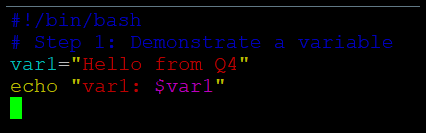 #!/bin/bash
# Step 1: Demonstrate a variable
var1="Hello from Q4"
echo "var1: $var1"